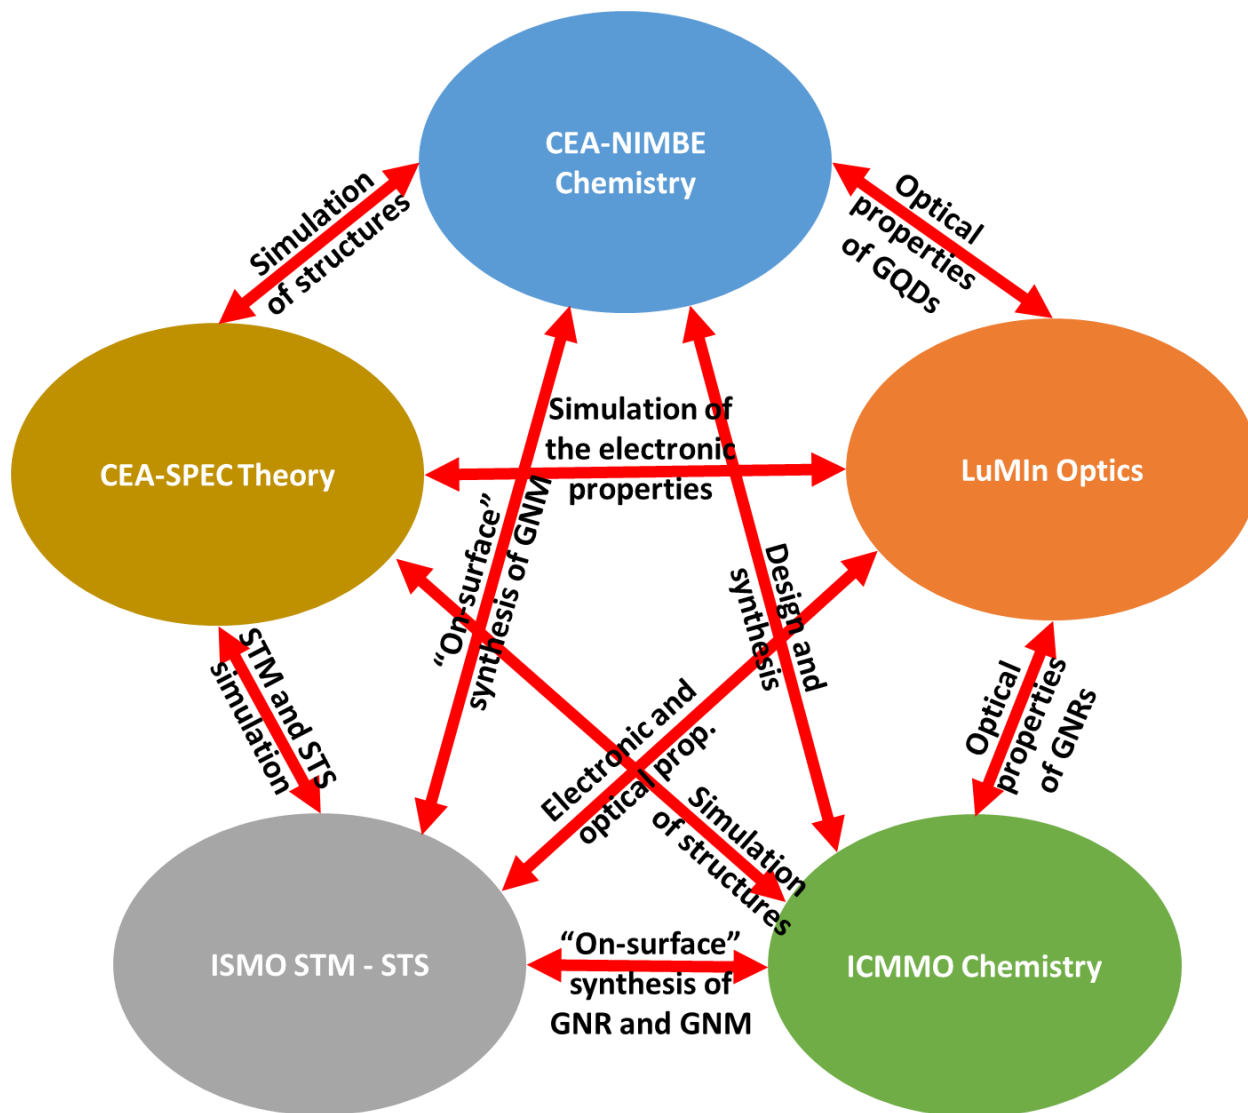 CEA-NIMBE
Chemistry
Simulation
of structures
Optical
properties
of GQDs
CEA-SPEC Theory
Simulation of
the electronic
properties
LuMIn Optics
“On-surface”
synthesis of GNM
Design and
synthesis
STM and STS
simulation
Electronic and
optical prop.
Simulation
of structures
Optical
properties
of GNRs
ISMO STM - STS
“On-surface”
synthesis of
GNR and GNM
ICMMO Chemistry